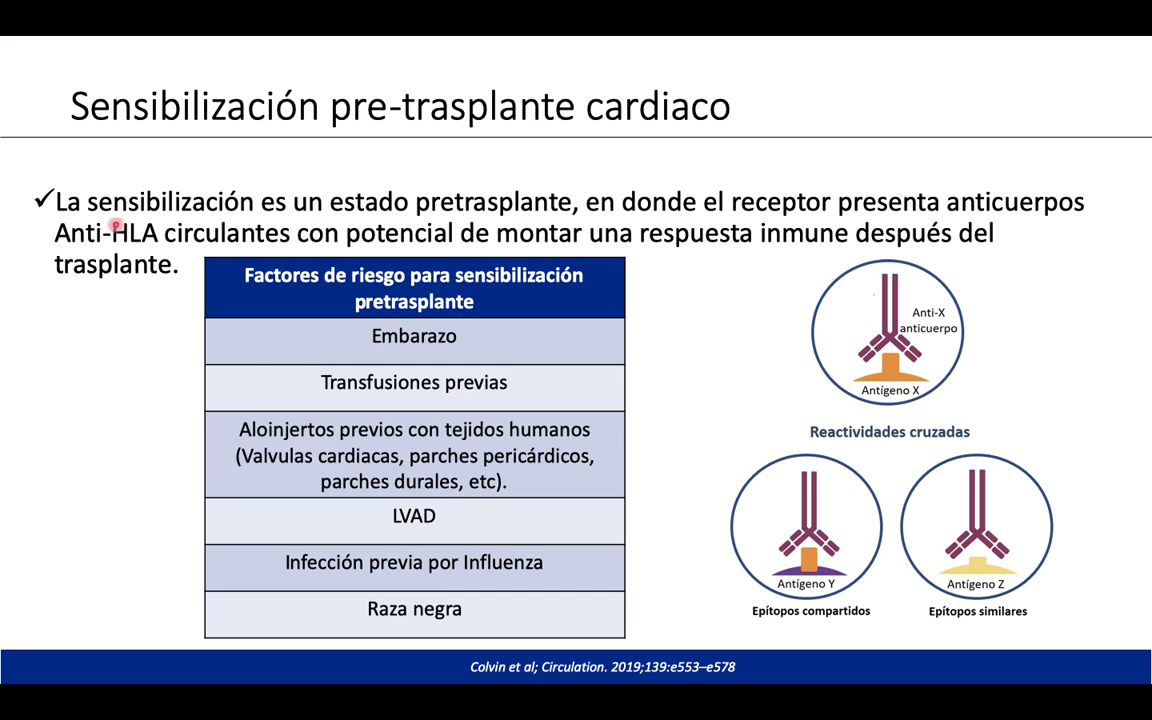 Sensibilización pre-trasplante cardiaco
✓La sensibilización es un estado pretrasplante, en donde el receptor presenta anticuerpos
Anti-HLA circulantes con potencial de montar una respuesta inmune después del
trasplante.
Factores de riesgo para sensibilización
pretrasplante
Embarazo
Transfusiones previas
Aloinjertos previos con tejidos humanos
(Valvulas cardiacas, parches pericárdicos,
parches durales, etc).
LVAD
Infección previa por Influenza
Raza negra
Anti-X
anticuerpo
Antígeno X
Reactividades cruzadas
Antígeno Y
Antígeno Z
Epítopos compartidos
Epítopos similares
Colvin et al; Circulation. 2019;139:e553–e578